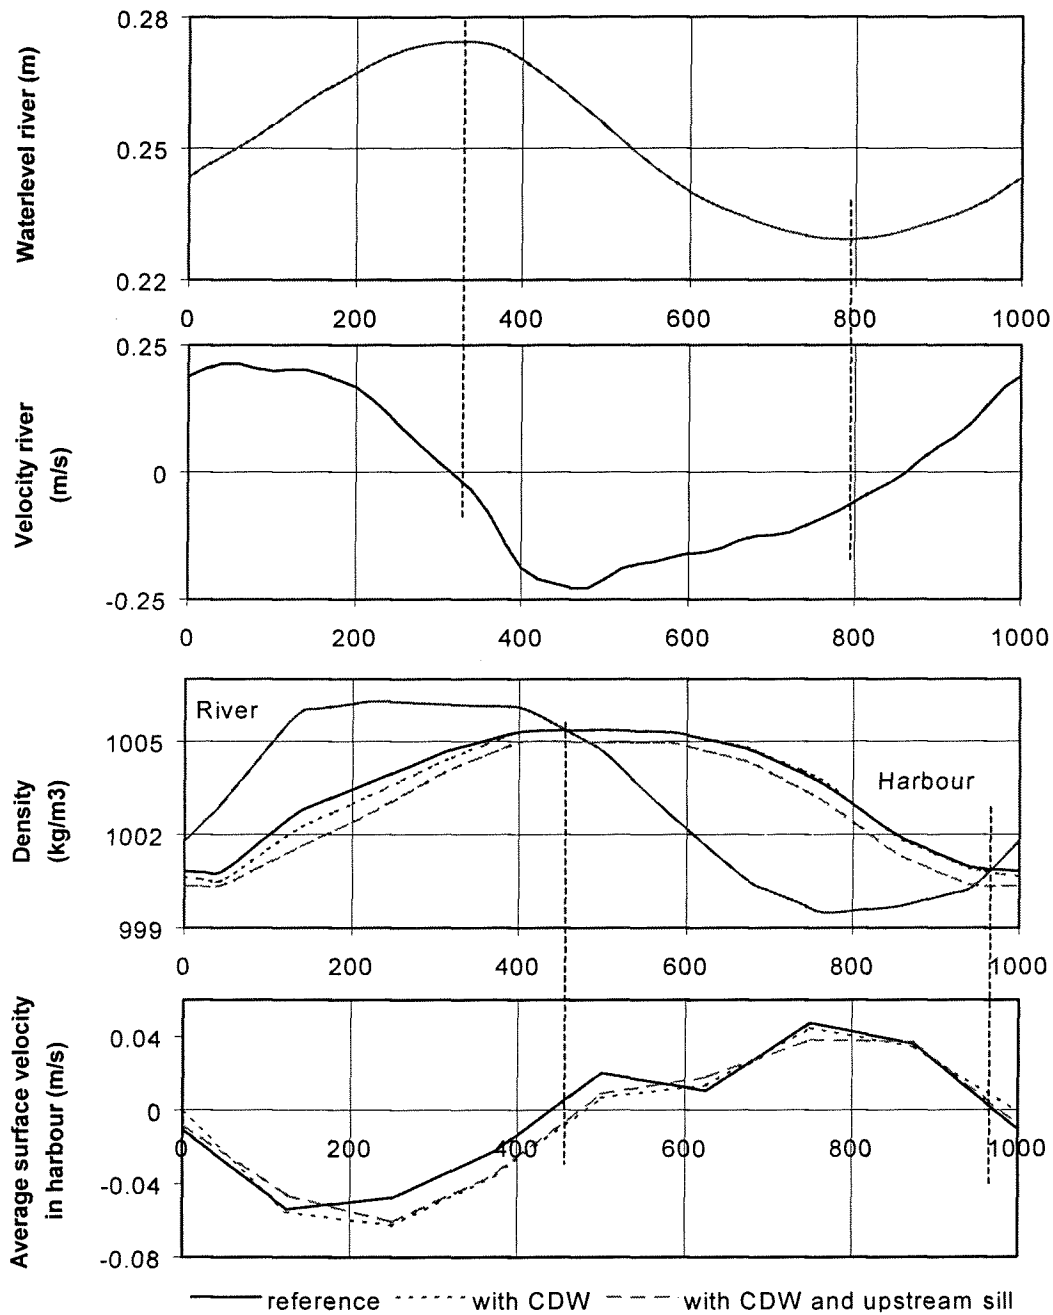 Waterlevel river (m)
0.28
0.25
0.22
0 200 400 600 800 1000
Velocity river
(m/s)
0.25
0
-0.25
0 200 400 600 800 1000
Density
(kg/m3)
River
1005
Harbour
1002
999
0 200 400 600 800 1000
Average surface velocity
in harbour (m/s)
0.04
0
0 200 400 600 800 1000
-0.04
-0.08
reference with CDW with CDW and upstream sill